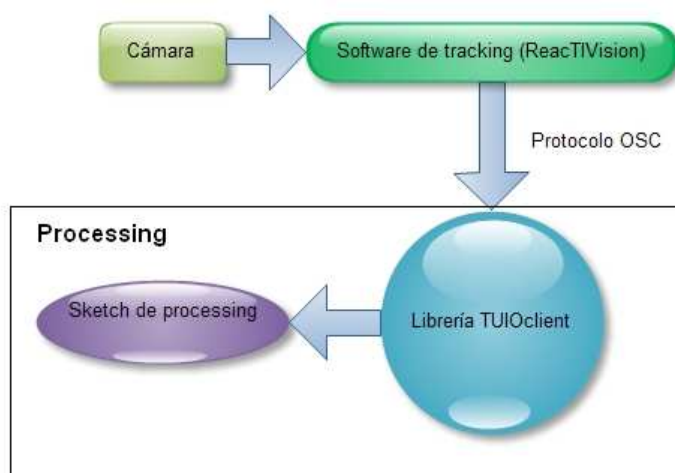 Cámara
Software de tracking (ReacTIVision)
Protocolo OSC
Processing
Sketch de processing
Librería TUIOclient